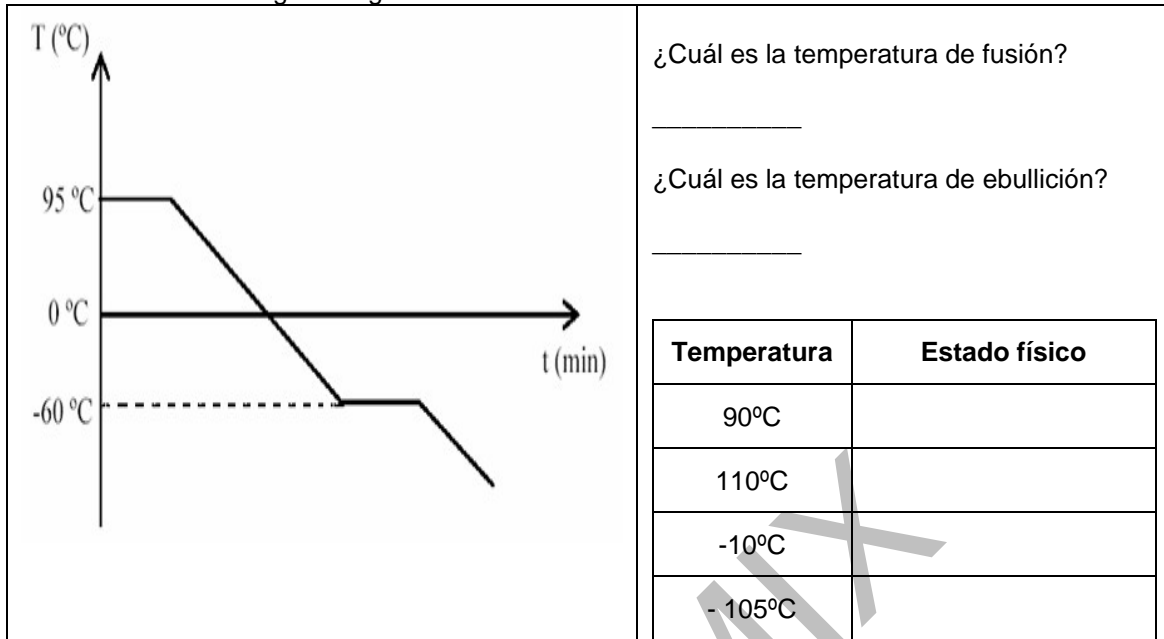 T (ºC)
95 ºC
0 ºC
t (min)
-60 ºC
¿Cuál es la temperatura de fusión?
__________
¿Cuál es la temperatura de ebullición?
__________
Temperatura Estado físico
90ºC
110ºC
-10ºC
- 105ºC